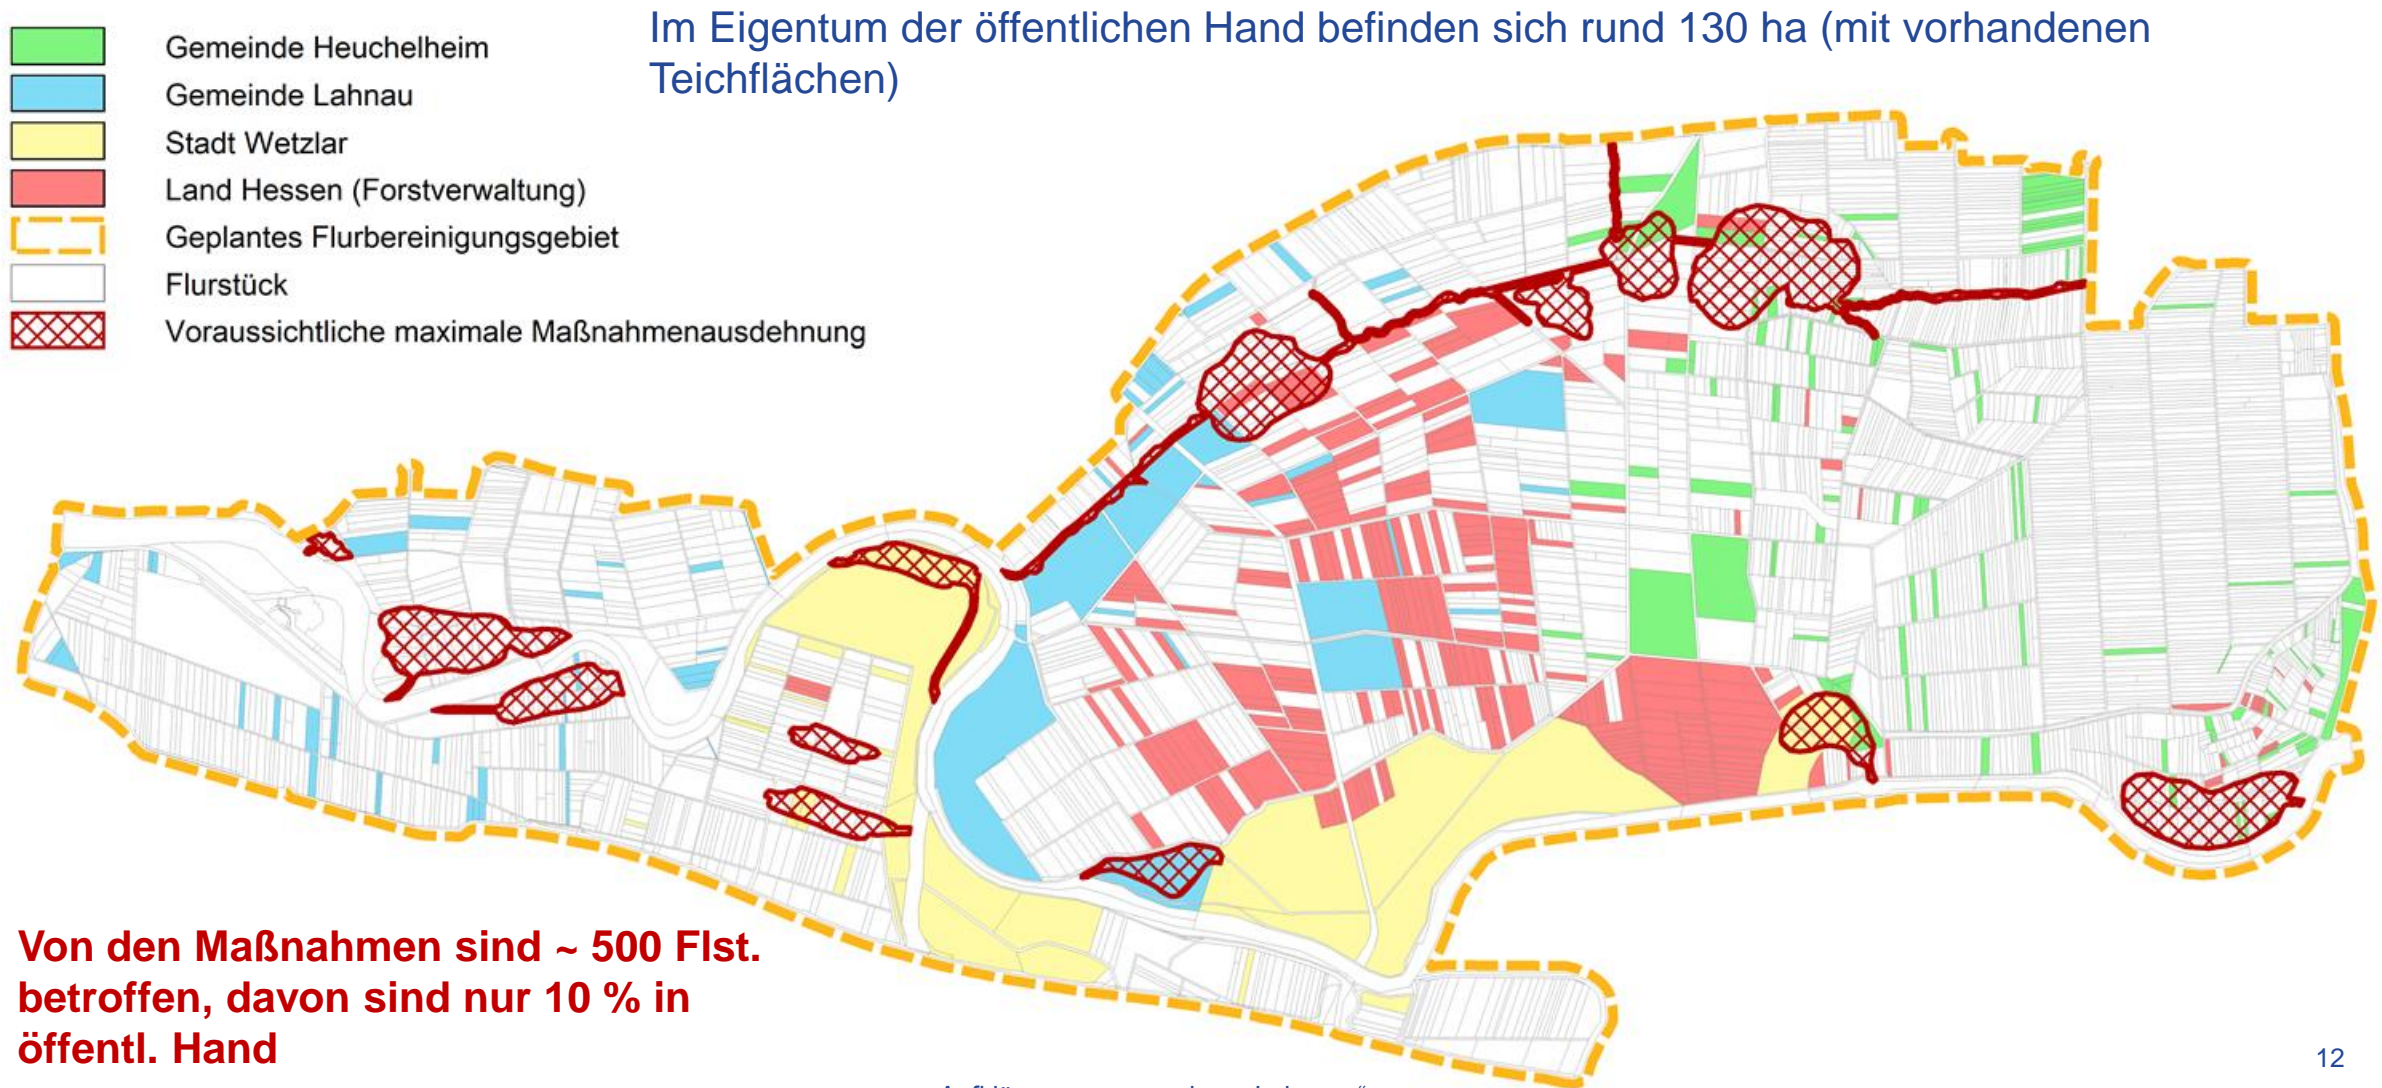 Im Eigentum der öffentlichen Hand befinden sich rund 130 ha (mit vorhandenen
Teichflächen)
Gemeinde Heuchelheim
Gemeinde Lahnau
Stadt Wetzlar
Land Hessen (Forstverwaltung)
Geplantes Flurbereinigungsgebiet
Flurstück
Voraussichtliche maximale Maßnahmenausdehnung
Von den Maßnahmen sind ~ 500 Flst.
betroffen, davon sind nur 10 % in
öffentl. Hand
12